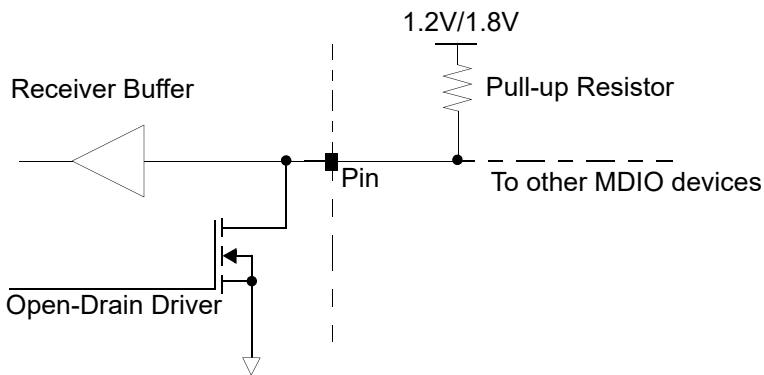 1.2V/1.8V
Receiver Buffer
Pull-up Resistor
Pin
To other MDIO devices
Open-Drain Driver